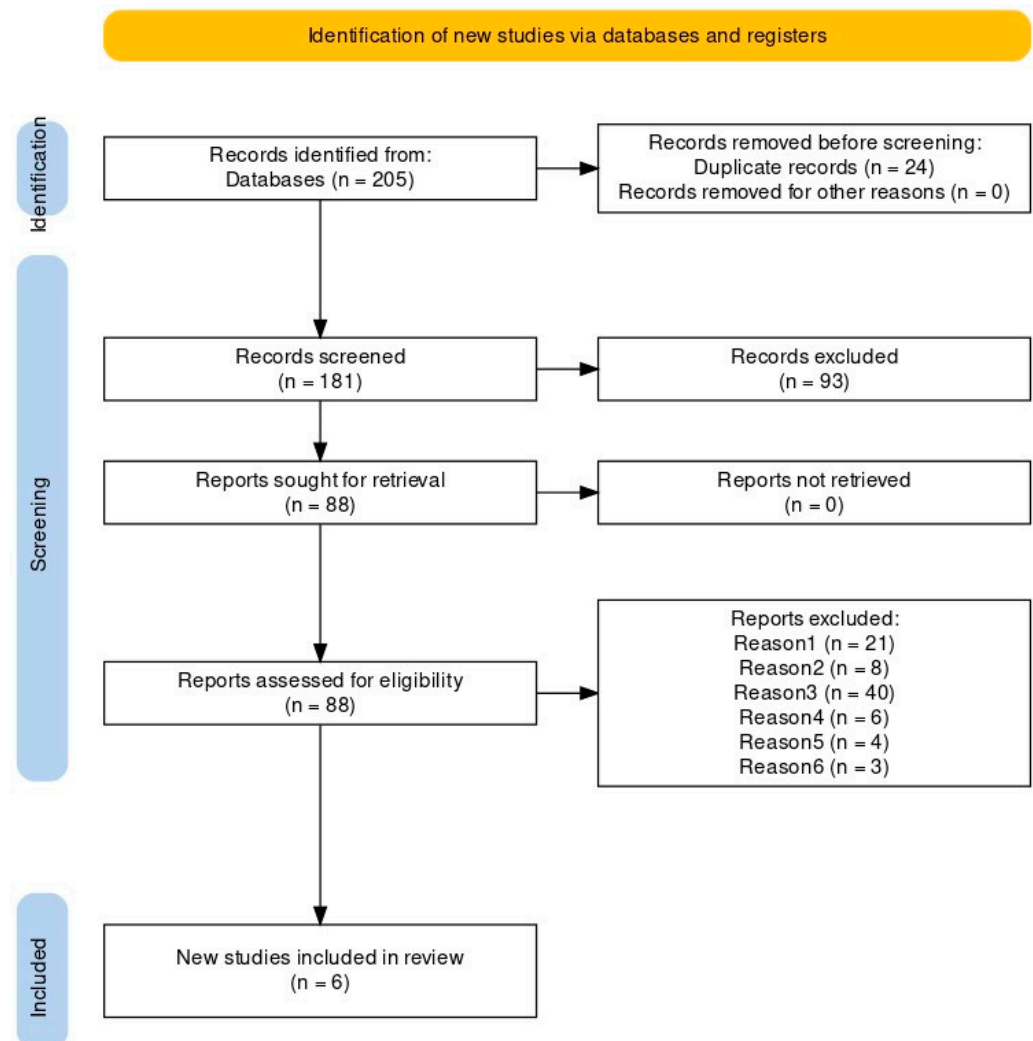 Identification of new studies via databases and registers
Identification
Records identified from:
Databases (n = 205)
Records removed before screening:
Duplicate records (n = 24)
Records removed for other reasons (n = 0)
Screening
Records screened
(n = 181)
Records excluded
(n = 93)
Reports sought for retrieval
(n = 88)
Reports not retrieved
(n = 0)
Reports assessed for eligibility
(n = 88)
Reports excluded:
Reason1 (n = 21)
Reason2 (n = 8)
Reason3 (n = 40)
Reason4 (n = 6)
Reason5 (n = 4)
Reason6 (n = 3)
Included
New studies included in review
(n = 6)